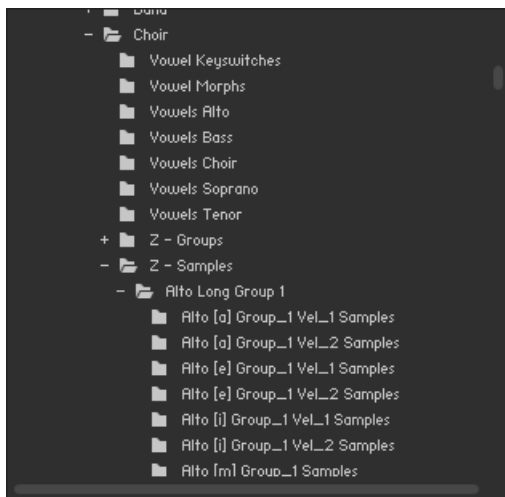 Band
- Choir
Vowel Keyswitches
Vowel Morphs
Vowels Alto
Vowels Bass
Vowels Choir
Vowels Soprano
Vowels Tenor
+ Z - Groups
- Z - Samples
- Alto Long Group 1
Alto [a] Group_1 Vel_1 Samples
Alto [a] Group_1 Vel_2 Samples
Alto [e] Group_1 Vel_1 Samples
Alto [e] Group_1 Vel_2 Samples
Alto [i] Group_1 Vel_1 Samples
Alto [i] Group_1 Vel_2 Samples
Alto [m] Group_1 Samples